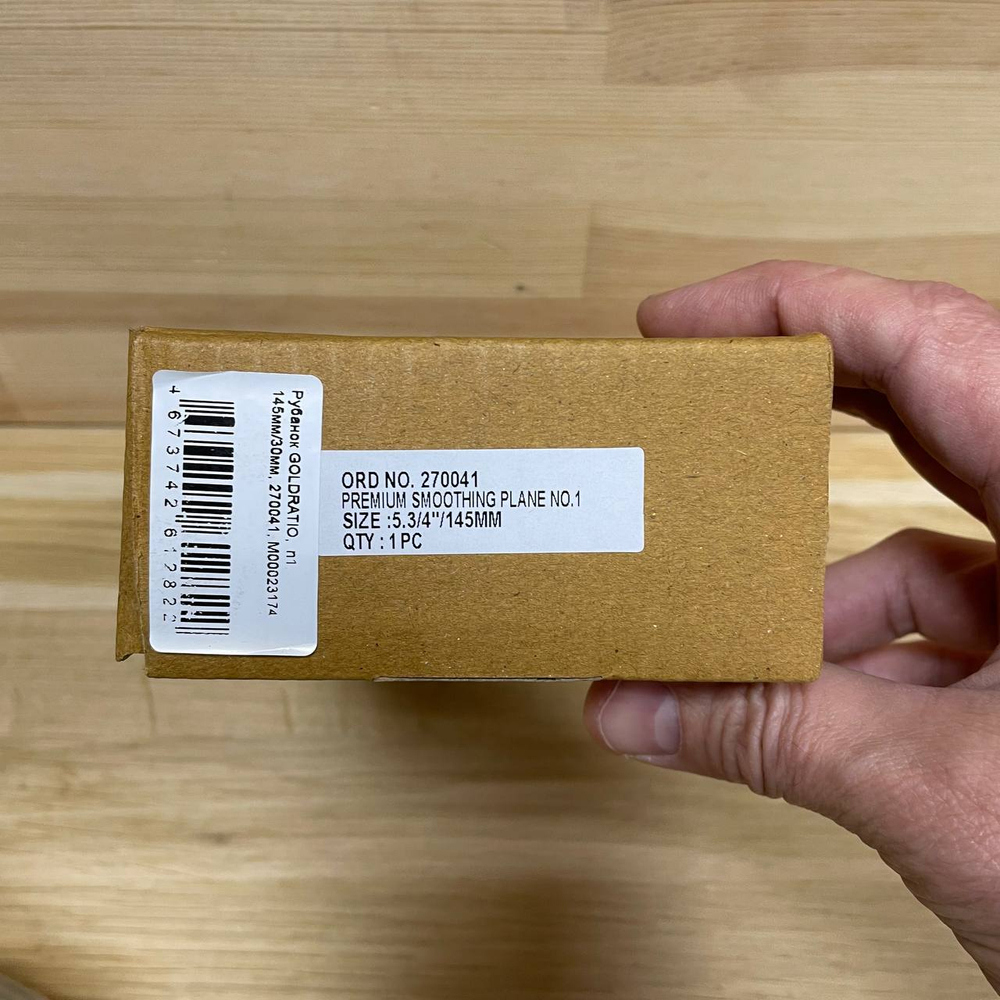 Рубанок GOLDRATIO, n1
145мм/30мм, 270041, М00023174
4 673742 612822
ORD NO. 270041
PREMIUM SMOOTHING PLANE NO.1
SIZE :5.3/4"/145MM
QTY : 1 PC